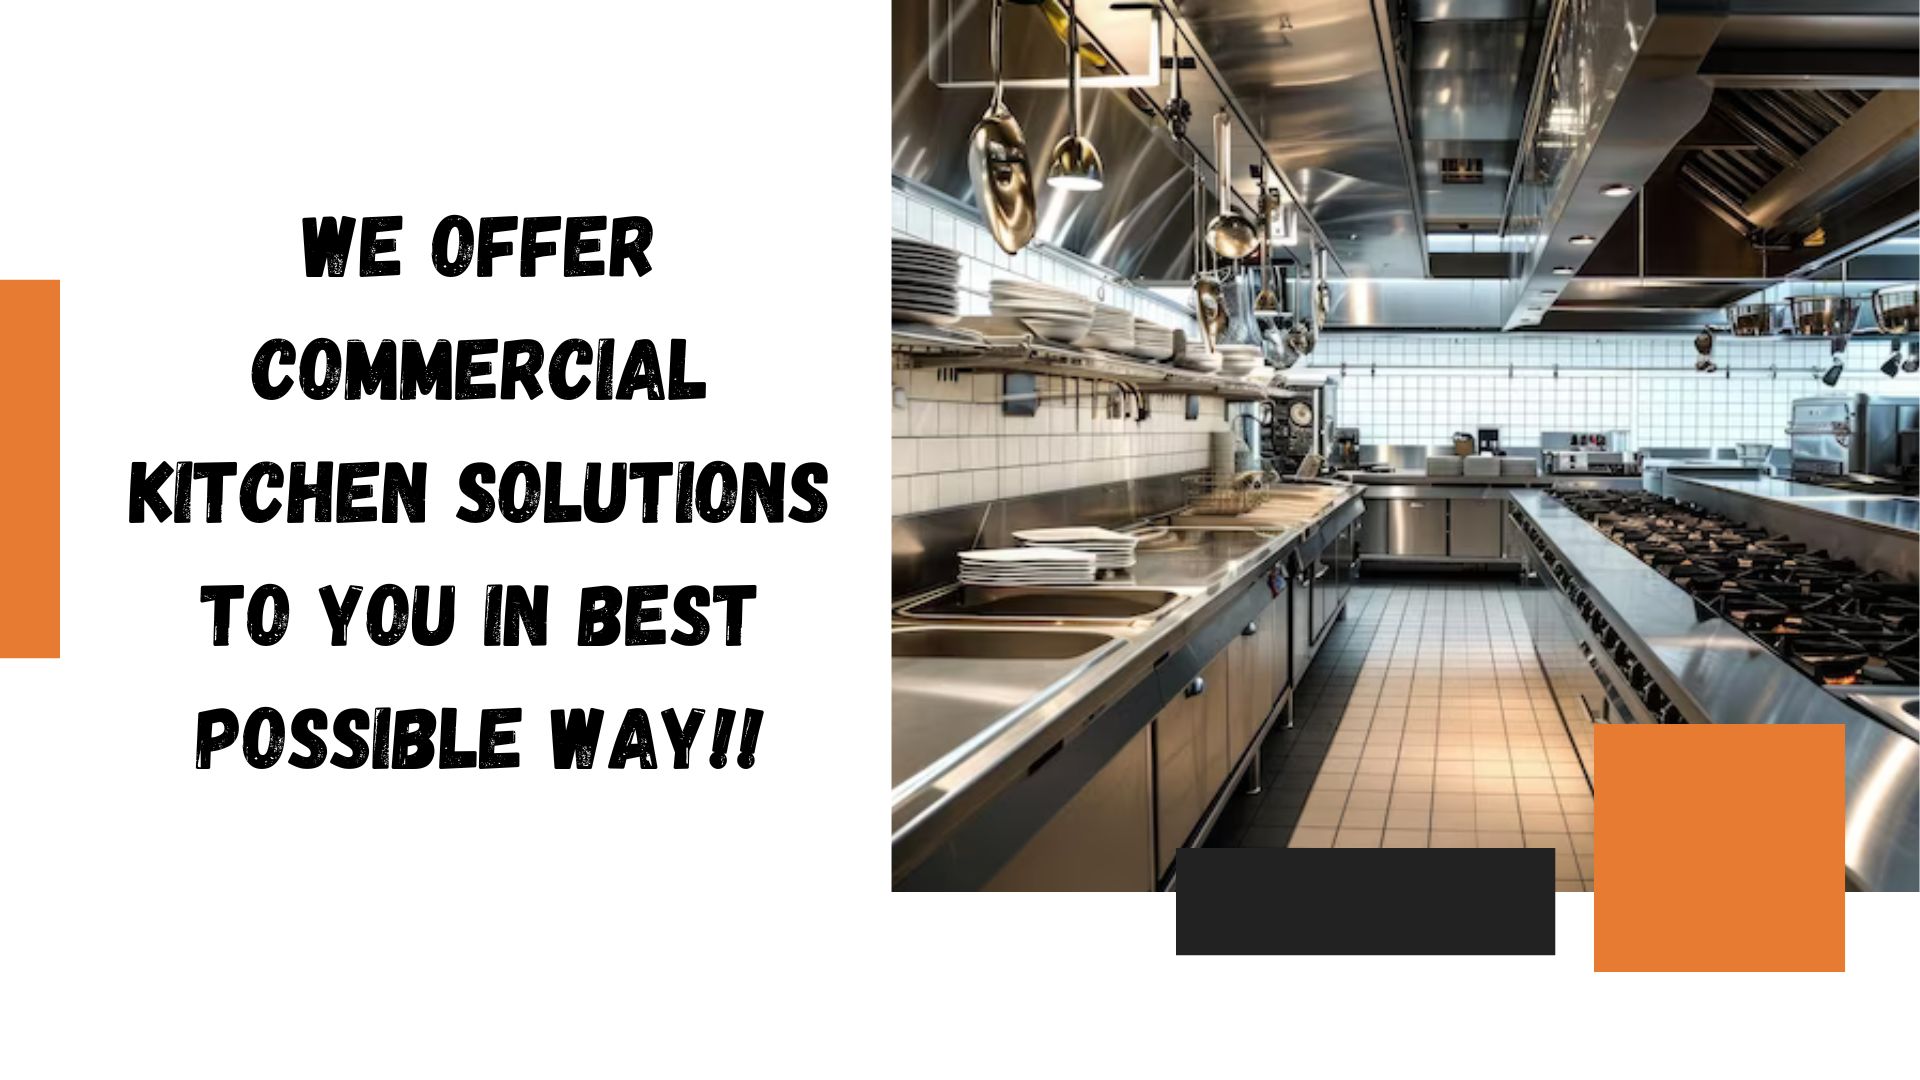 WE OFFER
COMMERCIAL
KITCHEN SOLUTIONS
TO YOU IN BEST
POSSIBLE WAY!!